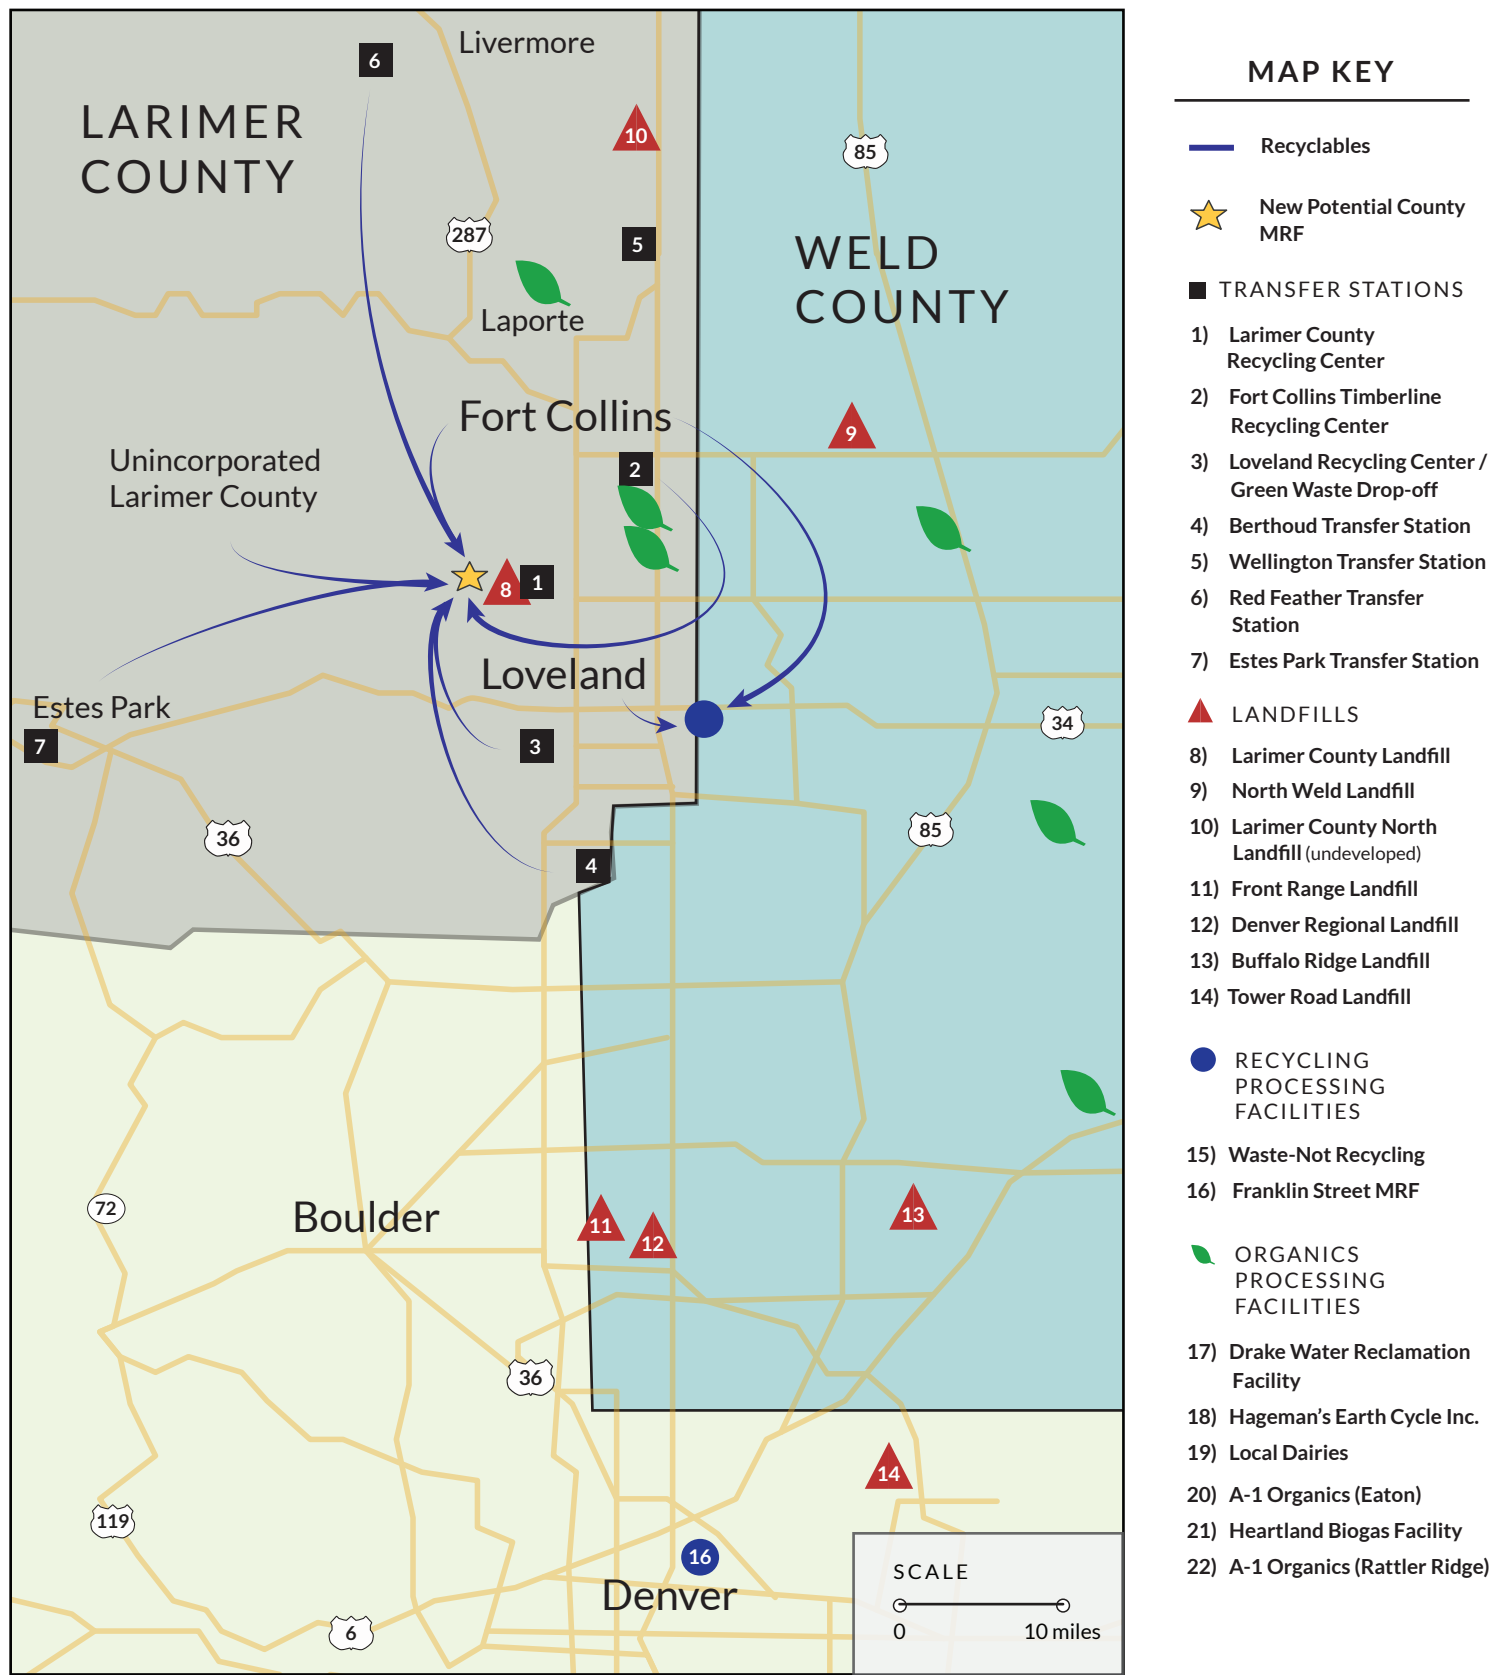 Livermore
6
LARIMER
COUNTY
10
85
287
5
WELD
COUNTY
Laporte
Fort Collins
9
Unincorporated
Larimer County
2
8
1
Loveland
Estes Park
7
3
34
36
85
4
72
Boulder
11
12
13
36
14
119
16
Denver
6
SCALE
0
10 miles
MAP KEY
Recyclables
New Potential County
MRF
TRANSFER STATIONS
1) Larimer County
Recycling Center
2) Fort Collins Timberline
Recycling Center
3) Loveland Recycling Center /
Green Waste Drop-off
4) Berthoud Transfer Station
5) Wellington Transfer Station
6) Red Feather Transfer
Station
7) Estes Park Transfer Station
LANDFILLS
8) Larimer County Landfill
9) North Weld Landfill
10) Larimer County North
Landfill (undeveloped)
11) Front Range Landfill
12) Denver Regional Landfill
13) Buffalo Ridge Landfill
14) Tower Road Landfill
RECYCLING
PROCESSING
FACILITIES
15) Waste-Not Recycling
16) Franklin Street MRF
ORGANICS
PROCESSING
FACILITIES
17) Drake Water Reclamation
Facility
18) Hageman's Earth Cycle Inc.
19) Local Dairies
20) A-1 Organics (Eaton)
21) Heartland Biogas Facility
22) A-1 Organics (Rattler Ridge)